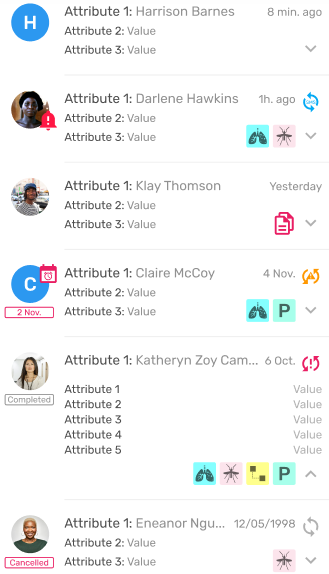 H
Attribute 1: Harrison Barnes 8 min. ago
Attribute 2: Value
Attribute 3: Value
Attribute 1: Darlene Hawkins 1h. ago
Attribute 2: Value
Attribute 3: Value
Attribute 1: Klay Thomson Yesterday
Attribute 2: Value
Attribute 3: Value
C
Attribute 1: Claire McCoy 4 Nov.
Attribute 2: Value
2 Nov. Attribute 3: Value P
Attribute 1: Katheryn Zoy Cam... 6 Oct.
Completed
Attribute 1 Value
Attribute 2 Value
Attribute 3 Value
Attribute 4 Value
Attribute 5 Value
P
Attribute 1: Eneanor Ngu... 12/05/1998
Attribute 2: Value
Cancelled Attribute 3: Value